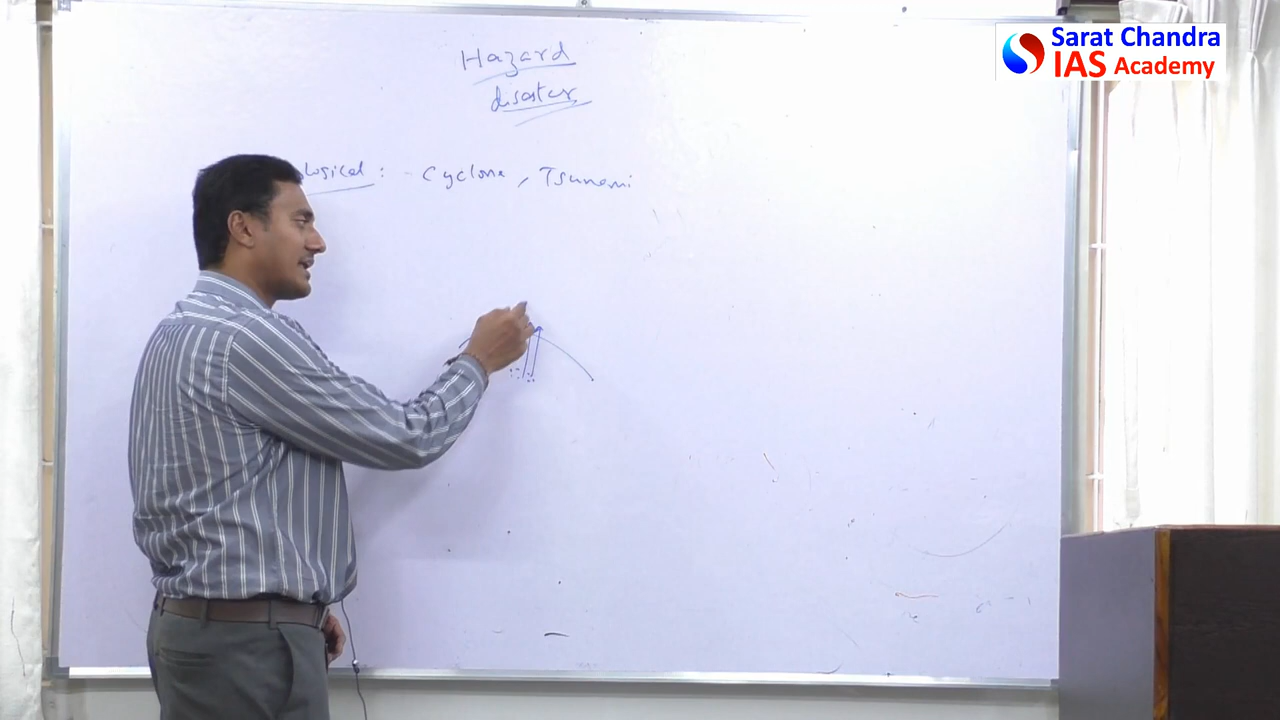 Sarat Chandra
IAS Academy
Hazard
disaster
logical : - Cyclone, Tsunami